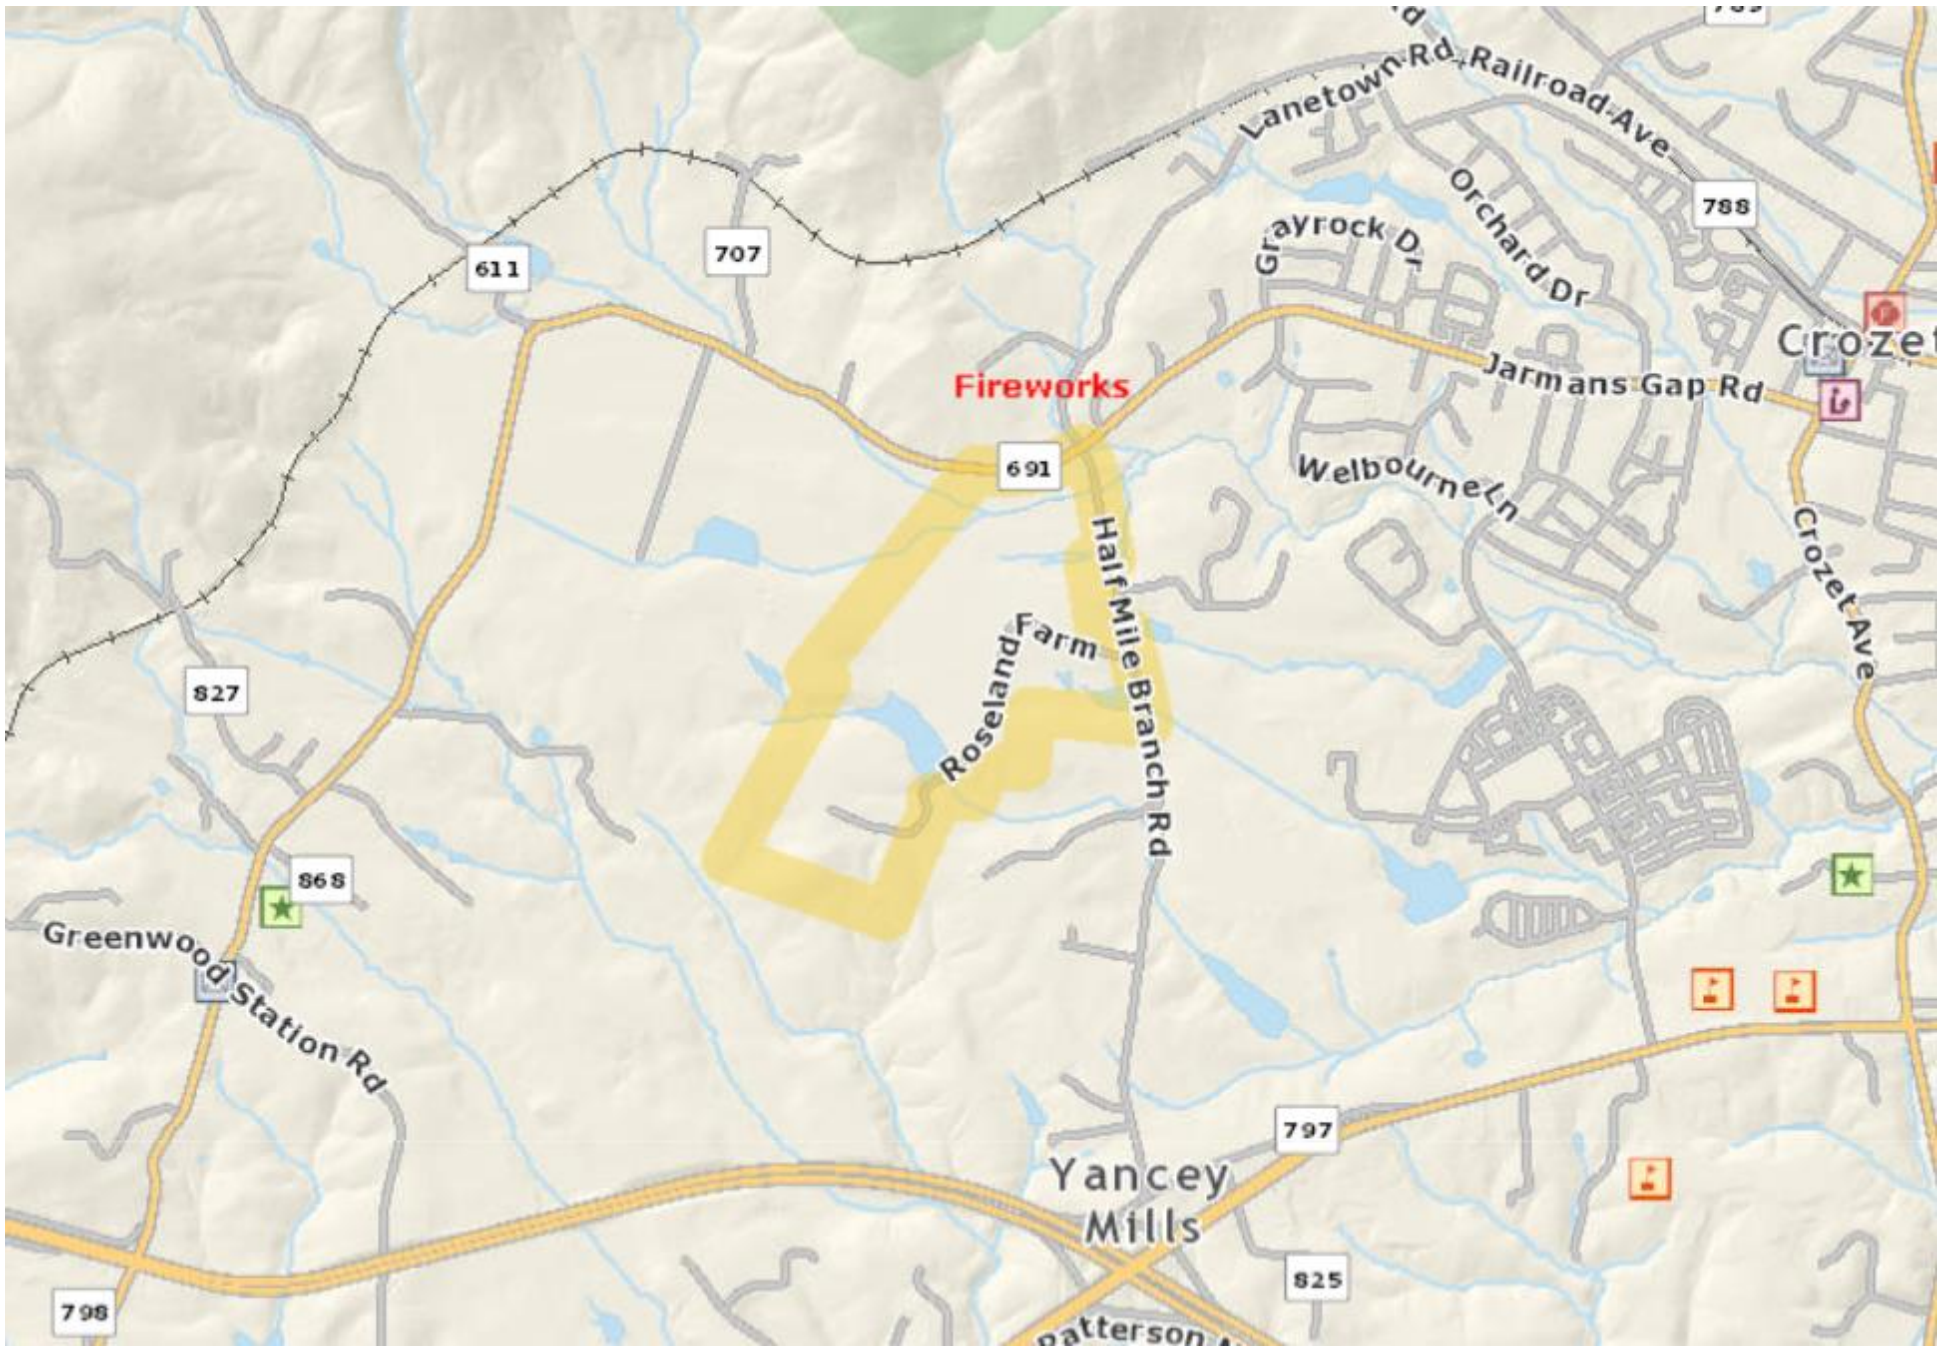 789
Lanetown Rd
Railroad Ave
788
Orchard Dr
Grayrock Dr
707
611
Crozet
Fireworks
Jarmans Gap Rd
691
Welbourne Ln
Half Mile Branch Rd
Crozet Ave
Roseland Farm
827
868
Greenwood Station Rd
797
Yancey
Mills
825
798